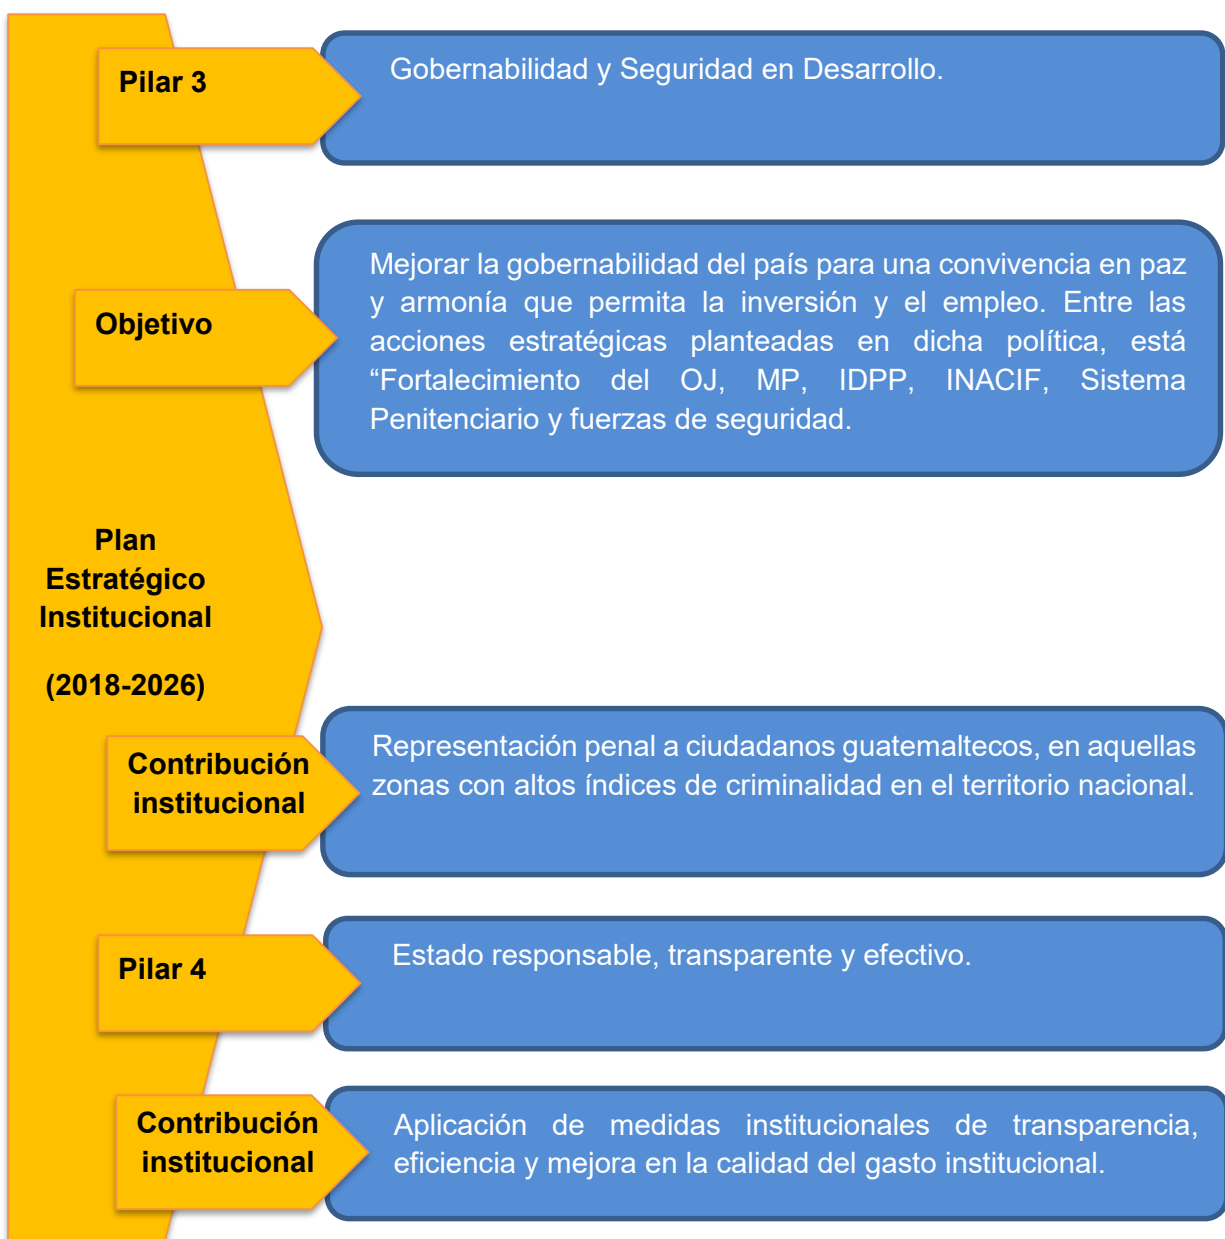 Pilar 3
Gobernabilidad y Seguridad en Desarrollo.
Objetivo
Mejorar la gobernabilidad del país para una convivencia en paz
y armonía que permita la inversión y el empleo. Entre las
acciones estratégicas planteadas en dicha política, está
“Fortalecimiento del OJ, MP, IDPP, INACIF, Sistema
Penitenciario y fuerzas de seguridad.
Plan
Estratégico
Institucional
(2018-2026)
Contribución
institucional
Representación penal a ciudadanos guatemaltecos, en aquellas
zonas con altos índices de criminalidad en el territorio nacional.
Pilar 4
Estado responsable, transparente y efectivo.
Contribución
institucional
Aplicación de medidas institucionales de transparencia,
eficiencia y mejora en la calidad del gasto institucional.